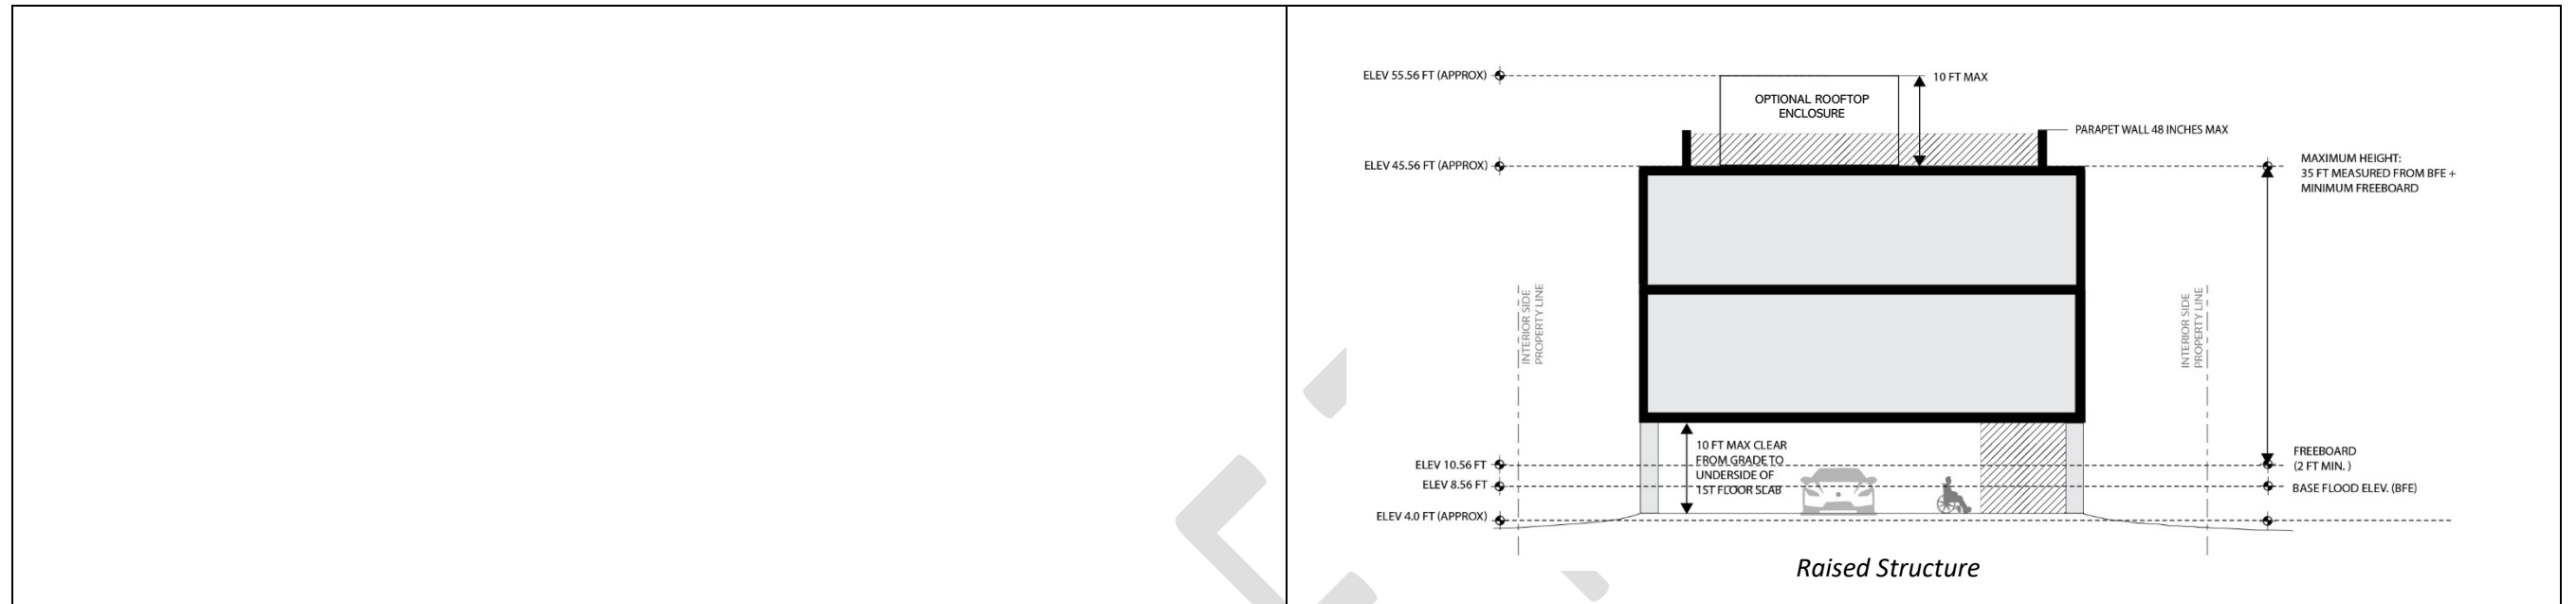 ELEV 55.56 FT (APPROX)
10 FT MAX
OPTIONAL ROOFTOP
ENCLOSURE
PARAPET WALL 48 INCHES MAX
ELEV 45.56 FT (APPROX)
MAXIMUM HEIGHT:
35 FT MEASURED FROM BFE +
MINIMUM FREEBOARD
INTERIOR SIDE
PROPERTY LINE
INTERIOR SIDE
PROPERTY LINE
10 FT MAX CLEAR
FROM GRADE TO
UNDERSIDE OF
1ST FLOOR SLAB
ELEV 10.56 FT
FREEBOARD
(2 FT MIN. )
ELEV 8.56 FT
BASE FLOOD ELEV. (BFE)
ELEV 4.0 FT (APPROX)
Raised Structure